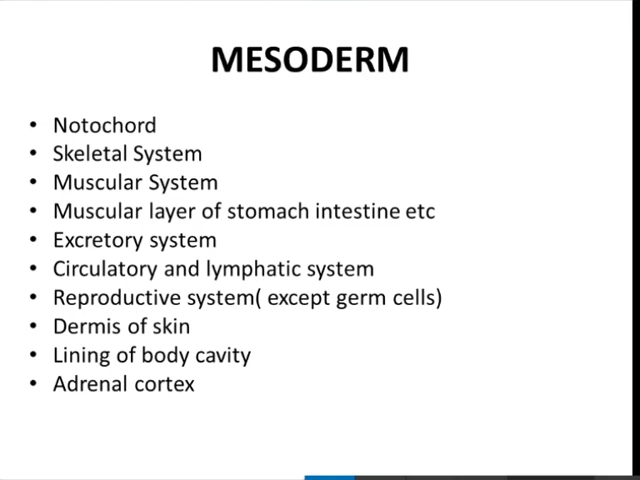 MESODERM
• Notochord
• Skeletal System
• Muscular System
• Muscular layer of stomach intestine etc
• Excretory system
• Circulatory and lymphatic system
• Reproductive system( except germ cells)
• Dermis of skin
• Lining of body cavity
• Adrenal cortex